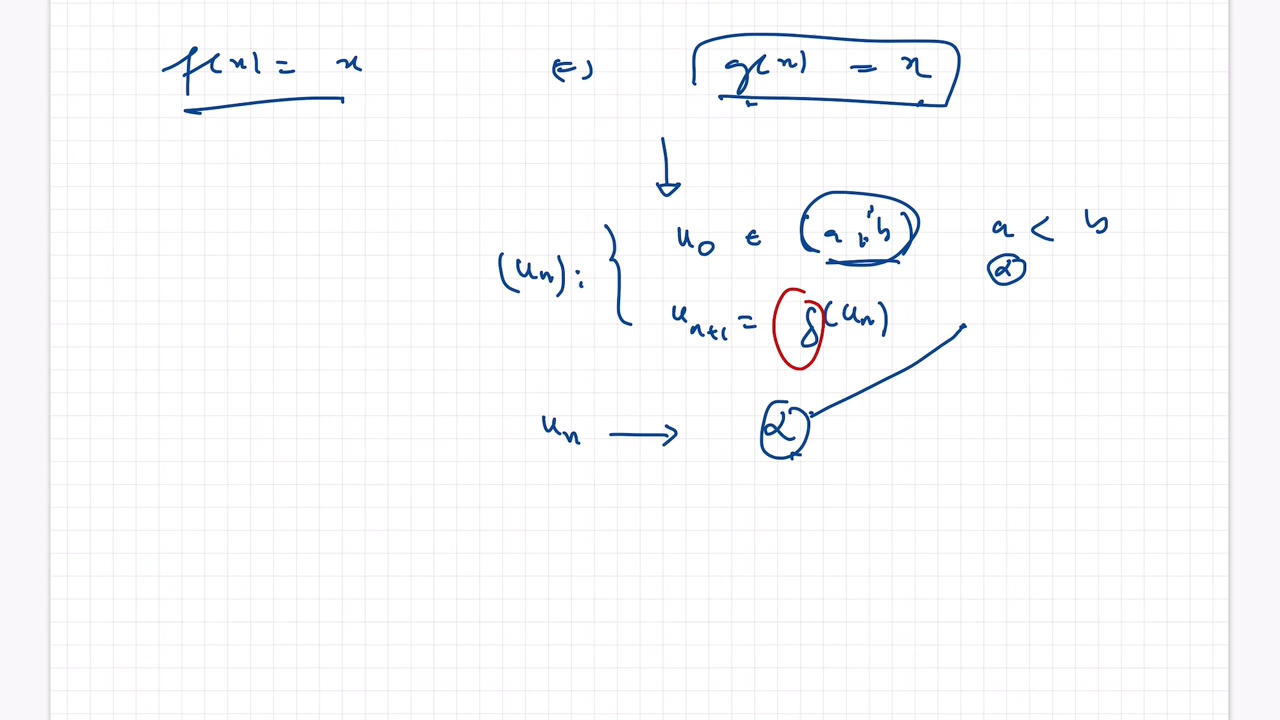 f(x) = x ⇔ g(x) = x
u₀ ∈ (a, b) a < b
(uₙ): { α
uₙ₊₁ = g(uₙ)
uₙ → α